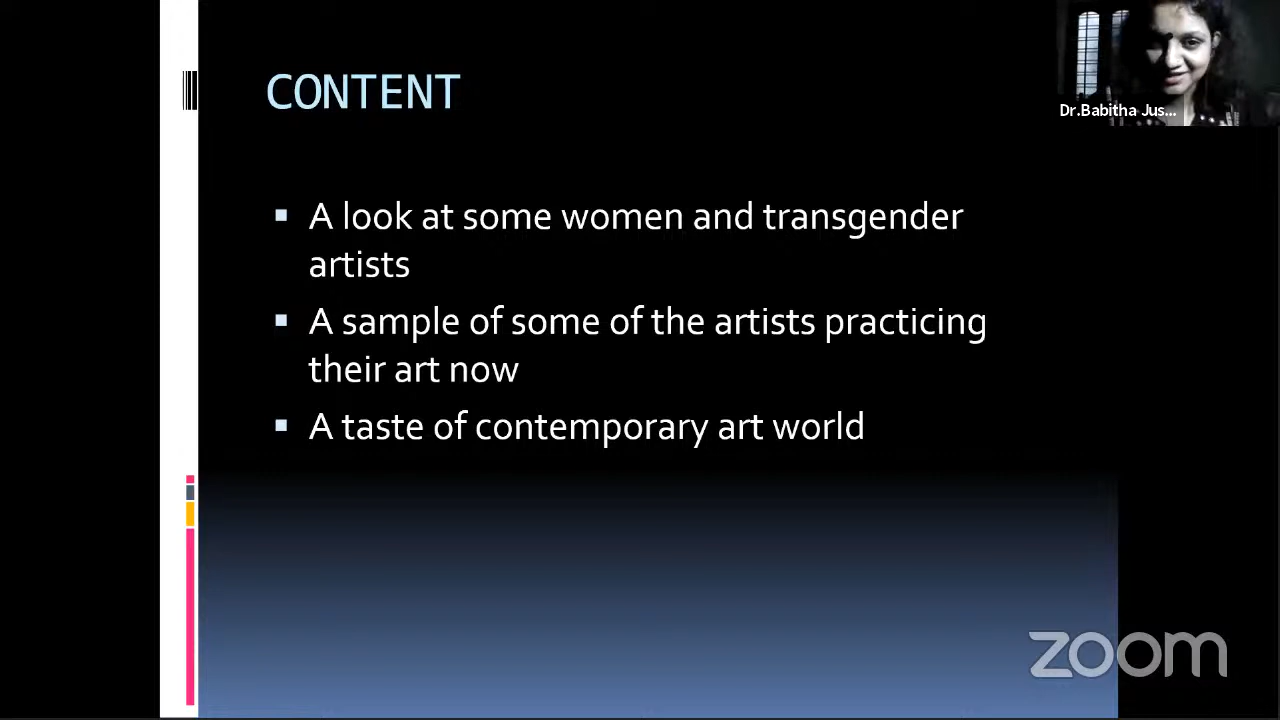 CONTENT
Dr.Babitha Jus...
A look at some women and transgender
artists
A sample of some of the artists practicing
their art now
A taste of contemporary art world
zoom